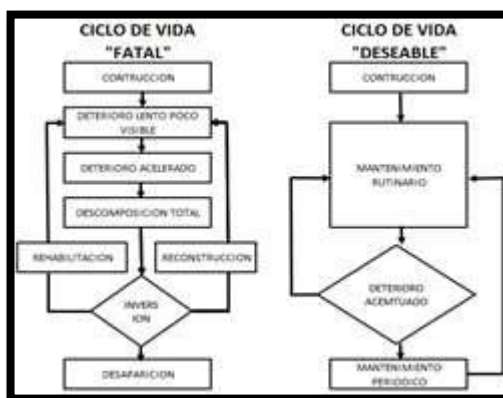 CICLO DE VIDA
"FATAL"
CONTRUCCION
DETERIORO LENTO POCO
VISIBLE
DETERIORO ACELERADO
DESCOMPOSICION TOTAL
REHABILITACION
RECONSTRUCCION
INVERS
ION
DESAPARICION
CICLO DE VIDA
"DESEABLE"
CONTRUCCION
MANTENIMIENTO
RUTINARIO
DETERIORO
ACEMTUADO
MANTENIMIENTO
PERIODICO